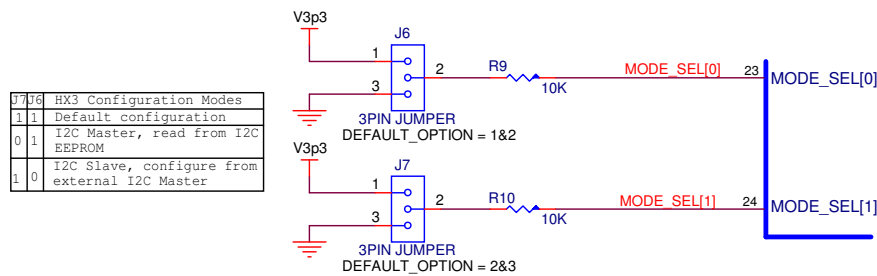 J7 J6 HX3 Configuration Modes
1 1 Default configuration
0 1 I2C Master, read from I2C
EEPROM
1 0 I2C Slave, configure from
external I2C Master
V3p3
J6
1
2
3
R9
10K
MODE_SEL[0]
23
MODE_SEL[0]
3PIN JUMPER
DEFAULT_OPTION = 1&2
V3p3
J7
1
2
3
R10
10K
MODE_SEL[1]
24
MODE_SEL[1]
3PIN JUMPER
DEFAULT_OPTION = 2&3